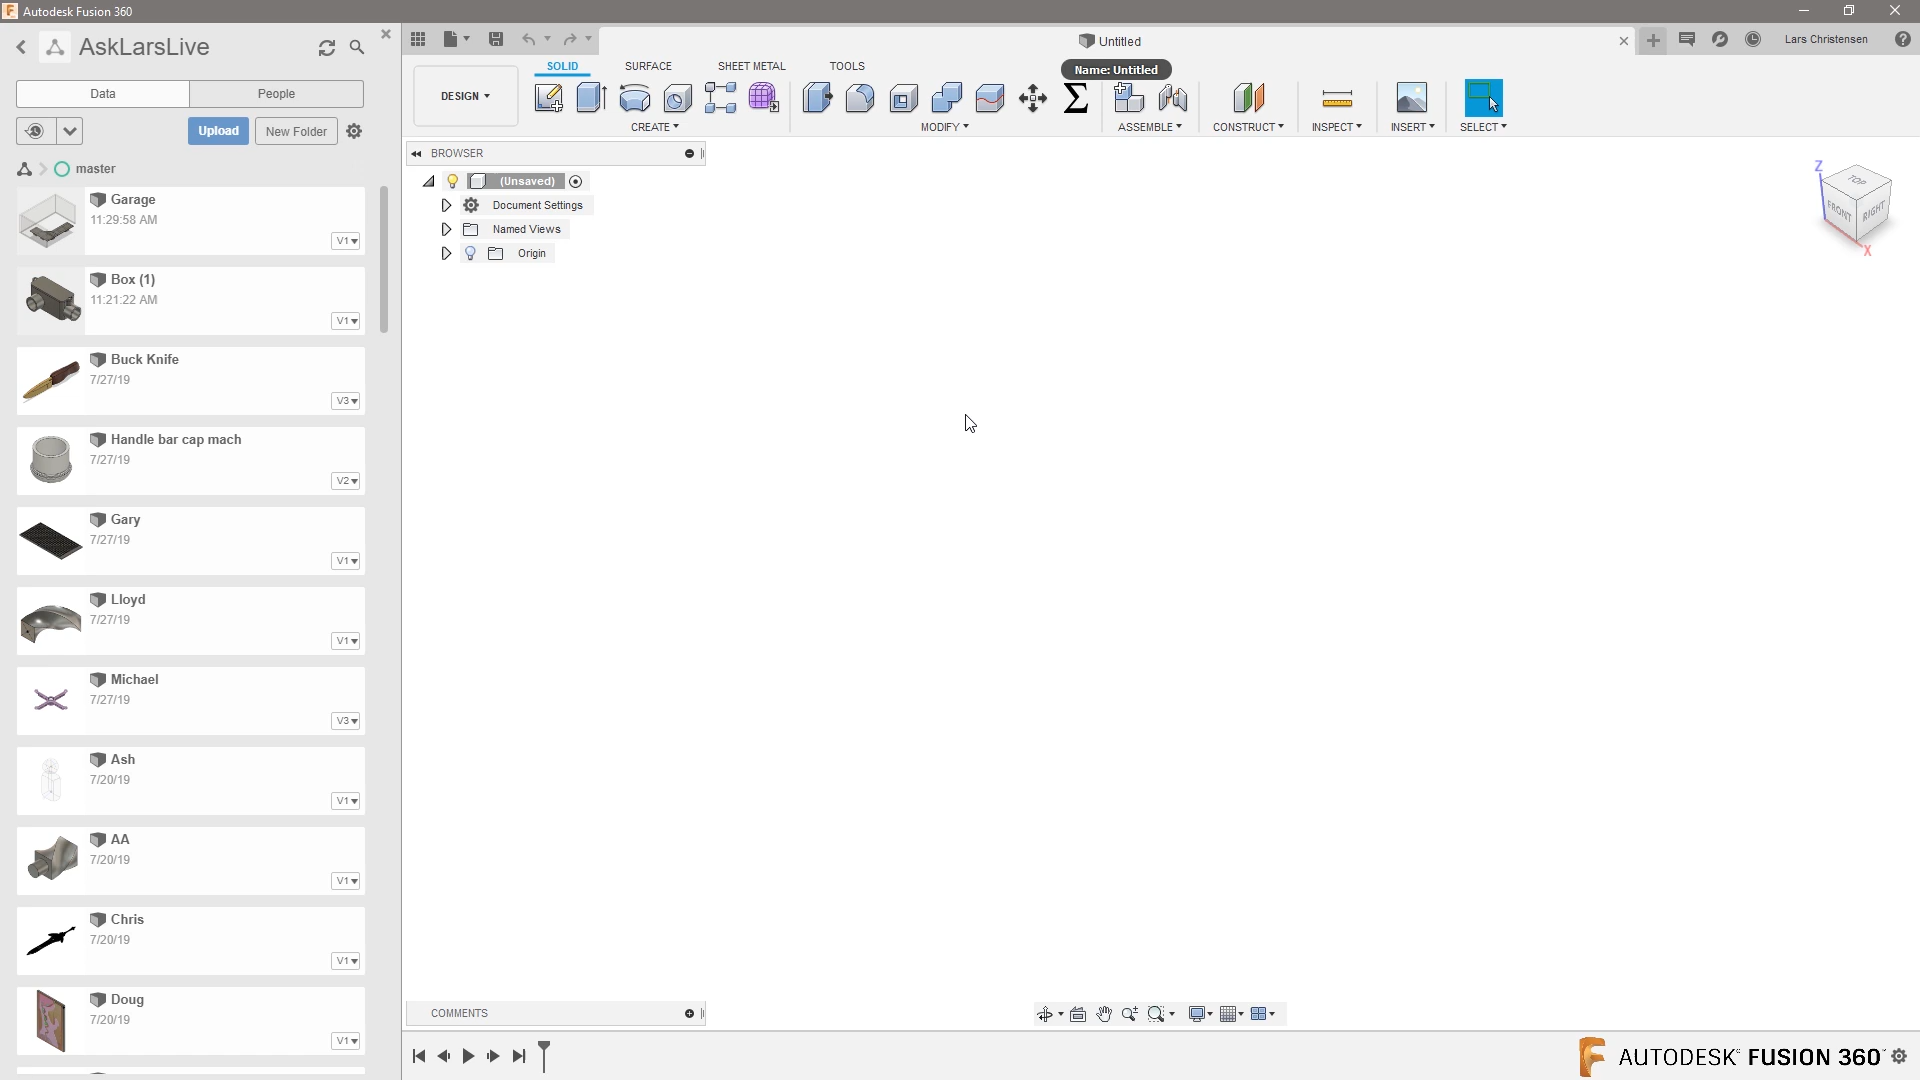 Autodesk Fusion 360
AskLarsLive
Data
People
Upload
New Folder
master
Garage
11:29:58 AM
V1
Box (1)
11:21:22 AM
V1
Buck Knife
7/27/19
V3
Handle bar cap mach
7/27/19
V2
Gary
7/27/19
V1
Lloyd
7/27/19
V1
Michael
7/27/19
V3
Ash
7/20/19
V1
AA
7/20/19
V1
Chris
7/20/19
V1
Doug
7/20/19
V1
Untitled
Lars Christensen
SOLID
SURFACE
SHEET METAL
TOOLS
Name: Untitled
DESIGN
CREATE
MODIFY
ASSEMBLE
CONSTRUCT
INSPECT
INSERT
SELECT
BROWSER
(Unsaved)
Document Settings
Named Views
Origin
Z
TOP
FRONT
RIGHT
X
COMMENTS
AUTODESK FUSION 360